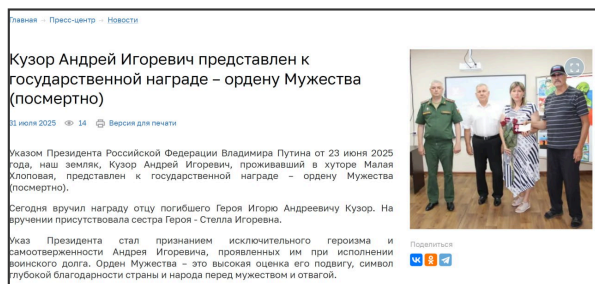 Главная → Пресс-центр → Новости
Кузор Андрей Игоревич представлен к
государственной награде – ордену Мужества
(посмертно)
31 июля 2025 14 Версия для печати
Указом Президента Российской Федерации Владимира Путина от 23 июня 2025
года, наш земляк, Кузор Андрей Игоревич, проживавший в хуторе Малая
Хлоповая, представлен к государственной награде – ордену Мужества
(посмертно).
Сегодня вручил награду отцу погибшего Героя Игорю Андреевичу Кузор. На
вручении присутствовала сестра Героя - Стелла Игоревна.
Указ Президента стал признанием исключительного героизма и
самоотверженности Андрея Игоревича, проявленных им при исполнении
воинского долга. Орден Мужества – это высокая оценка его подвигу, символ
глубокой благодарности страны и народа перед мужеством и отвагой.
Поделиться